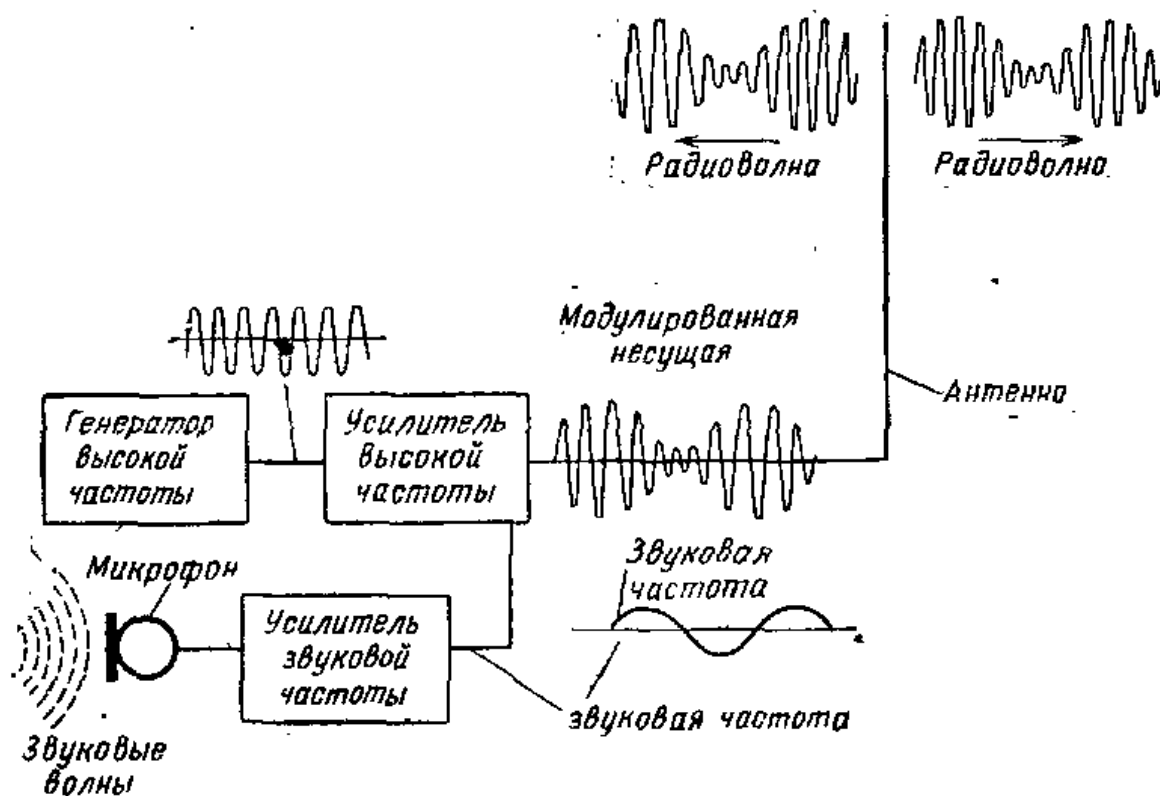 Радиоволна
Радиоволна
Модулированная
несущая
Антенна
Генератор
высокой
частоты
Усилитель
высокой
частоты
Микрофон
Звуковая
частота
Усилитель
звуковой
частоты
звуковая частота
Звуковые
волны